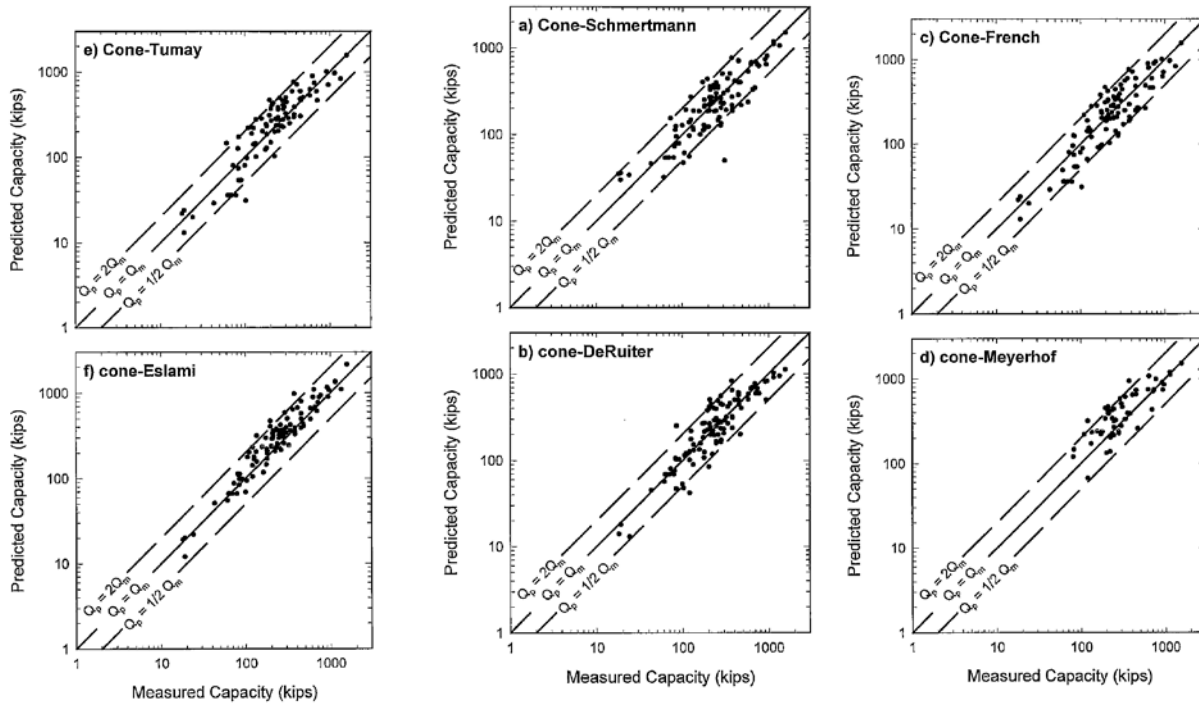 e) Cone-Tumay
Predicted Capacity (kips)
1000
100
10
1
Qp = 2Qm
Qp = Qm
Qp = 1/2 Qm
a) Cone-Schmertmann
Predicted Capacity (kips)
1000
100
10
1
1 10 100 1000
Qp = 2Qm
Qp = Qm
Qp = 1/2 Qm
c) Cone-French
Predicted Capacity (kips)
1000
100
10
1
Qp = 2Qm
Qp = Qm
Qp = 1/2 Qm
f) cone-Eslami
Predicted Capacity (kips)
1000
100
10
1
1 10 100 1000
Qp = 2Qm
Qp = Qm
Qp = 1/2 Qm
Measured Capacity (kips)
b) cone-DeRuiter
Predicted Capacity (kips)
1000
100
10
1
1 10 100 1000
Qp = 2Qm
Qp = Qm
Qp = 1/2 Qm
Measured Capacity (kips)
d) cone-Meyerhof
Predicted Capacity (kips)
1000
100
10
1
1 10 100 1000
Qp = 2Qm
Qp = Qm
Qp = 1/2 Qm
Measured Capacity (kips)